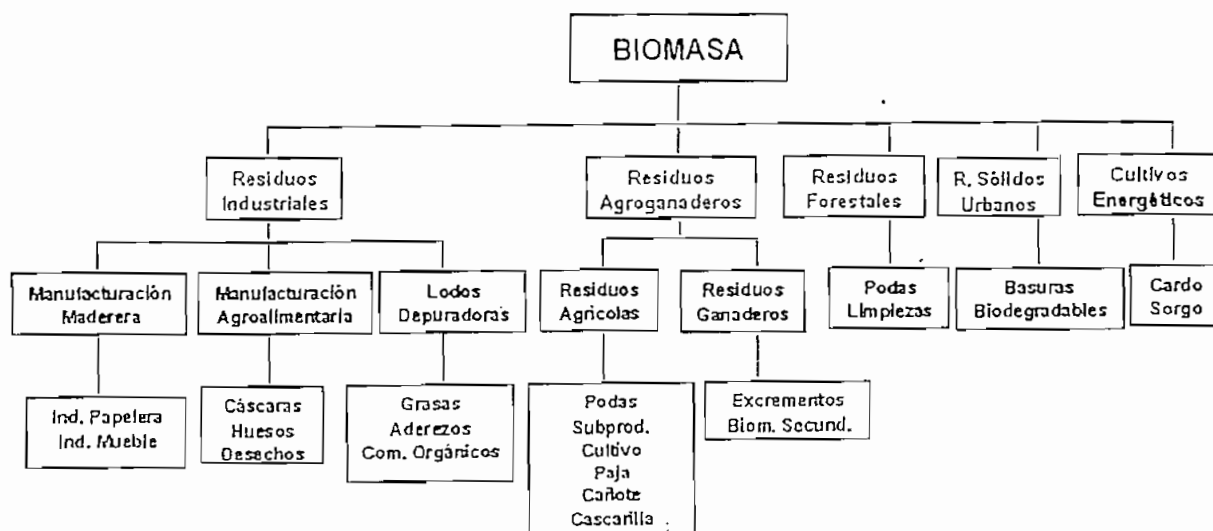 BIOMASA
Residuos
Industriales
Residuos
Agroganaderos
Residuos
Forestales
R. Sólidos
Urbanos
Cultivos
Energéticos
Manufacturación
Maderera
Manufacturación
Agroalimentaria
Lodos
Depuradoras
Residuos
Agricolas
Residuos
Ganaderos
Podas
Limpiezas
Basuras
Biodegradables
Cardo
Sorgo
Ind. Papelera
Ind. Mueble
Cáscaras
Huesos
Desechos
Grasas
Aderezos
Com. Orgánicos
Podas
Subprod.
Cultivo
Paja
Cañote
Cascarilla
Excrementos
Biom. Secund.